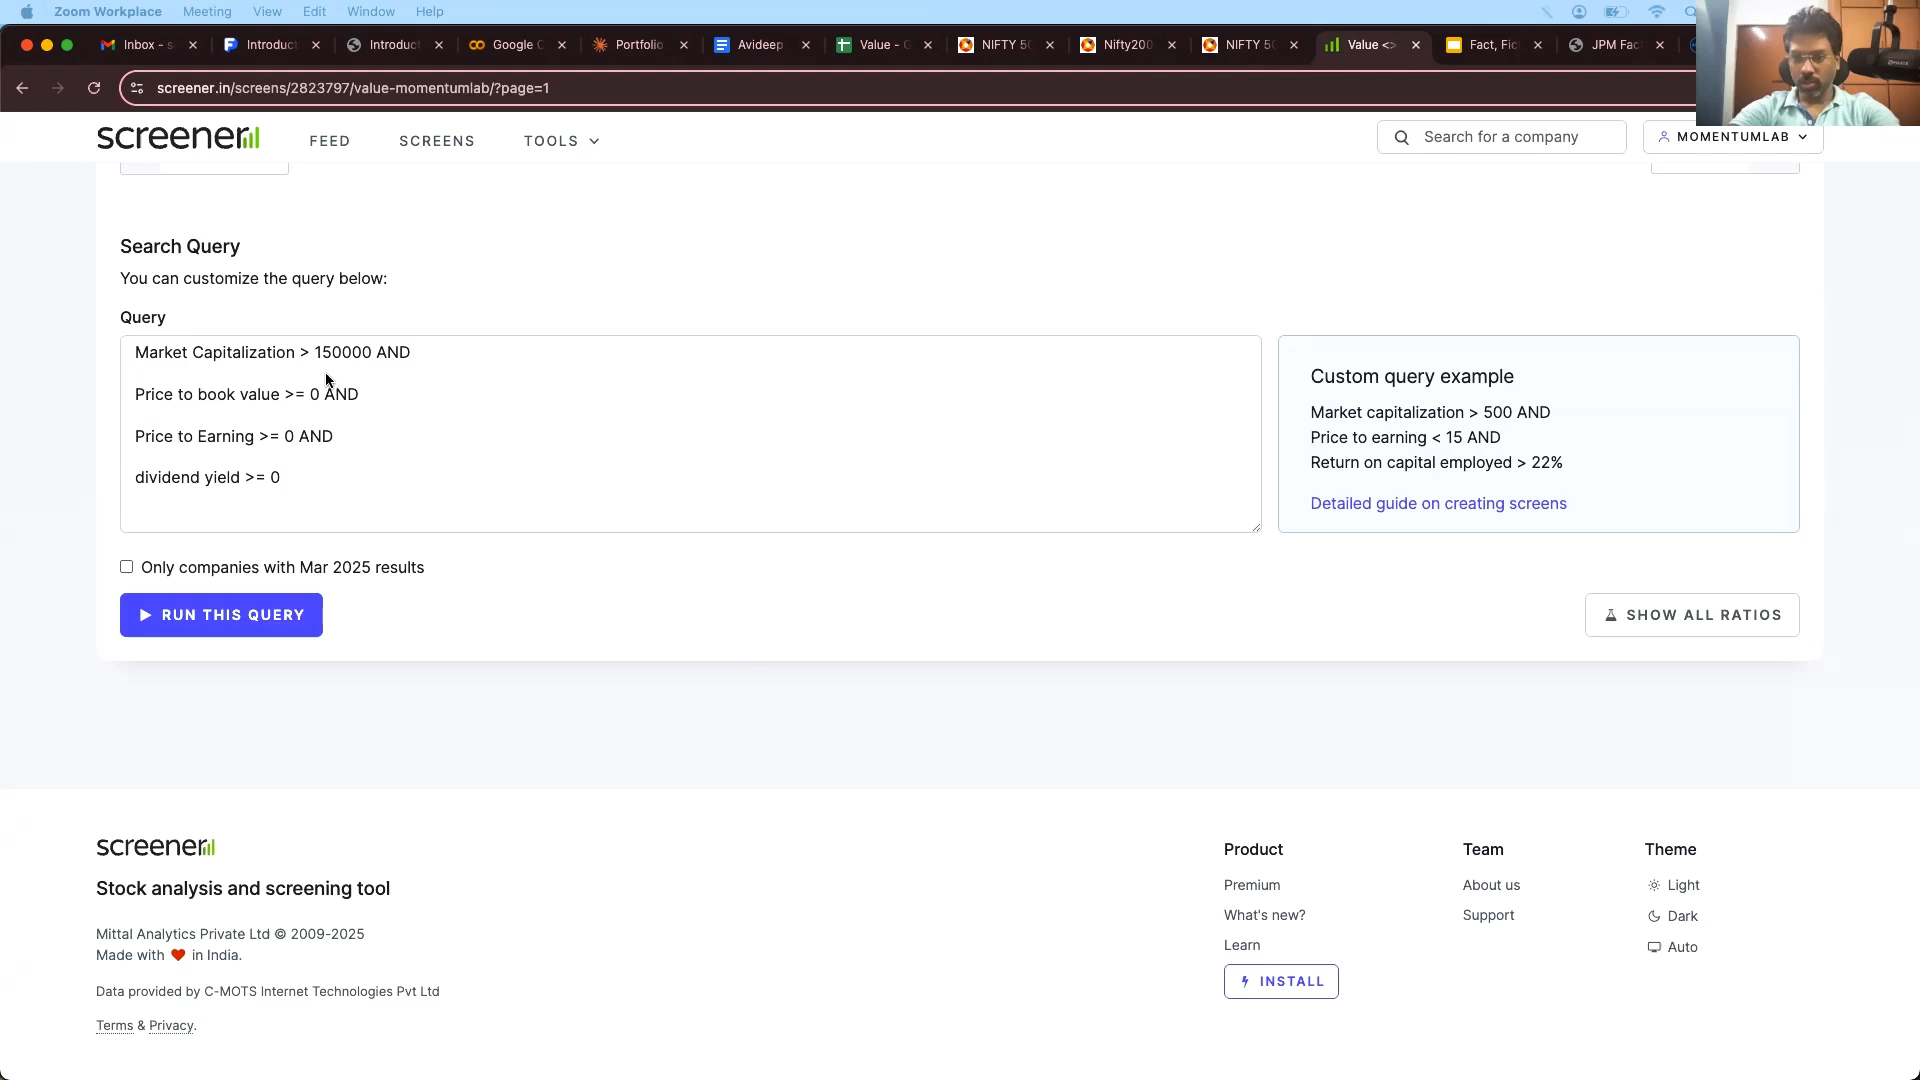 Zoom Workplace Meeting View Edit Window Help
Inbox - s Introduct Introduct Google C Portfolio Avideep Value - G NIFTY 50 Nifty200 NIFTY 50 Value <> Fact, Fic JPM Fac
screener.in/screens/2823797/value-momentumlab/?page=1
screener FEED SCREENS TOOLS Search for a company MOMENTUMLAB
Search Query
You can customize the query below:
Query
Market Capitalization > 150000 AND
Price to book value >= 0 AND
Price to Earning >= 0 AND
dividend yield >= 0
Custom query example
Market capitalization > 500 AND
Price to earning < 15 AND
Return on capital employed > 22%
Detailed guide on creating screens
Only companies with Mar 2025 results
RUN THIS QUERY
SHOW ALL RATIOS
screener
Stock analysis and screening tool
Mittal Analytics Private Ltd © 2009-2025
Made with ❤️ in India.
Data provided by C-MOTS Internet Technologies Pvt Ltd
Terms & Privacy.
Product
Premium
What's new?
Learn
INSTALL
Team
About us
Support
Theme
Light
Dark
Auto